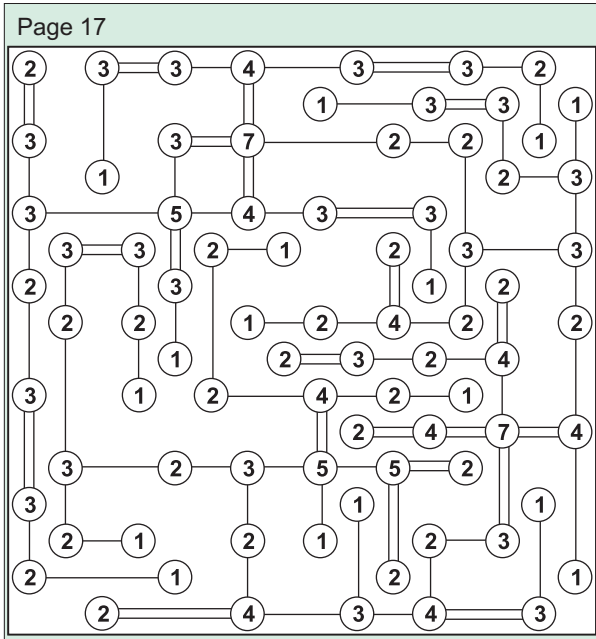 Page 17
2 3 3 4 3 3 2
1 3 3 1
3 3 7 2 2 1
1 2 3
3 5 4 3 3
3 3 2 1 2 3 3
2 3 1 2
2 2 1 2 4 2 2
1 2 3 2 4
3 1 2 4 2 1
2 4 7 4
3 2 3 5 5 2
3 1 1
2 1 2 1 2 3
2 1 2 1
2 4 3 4 3